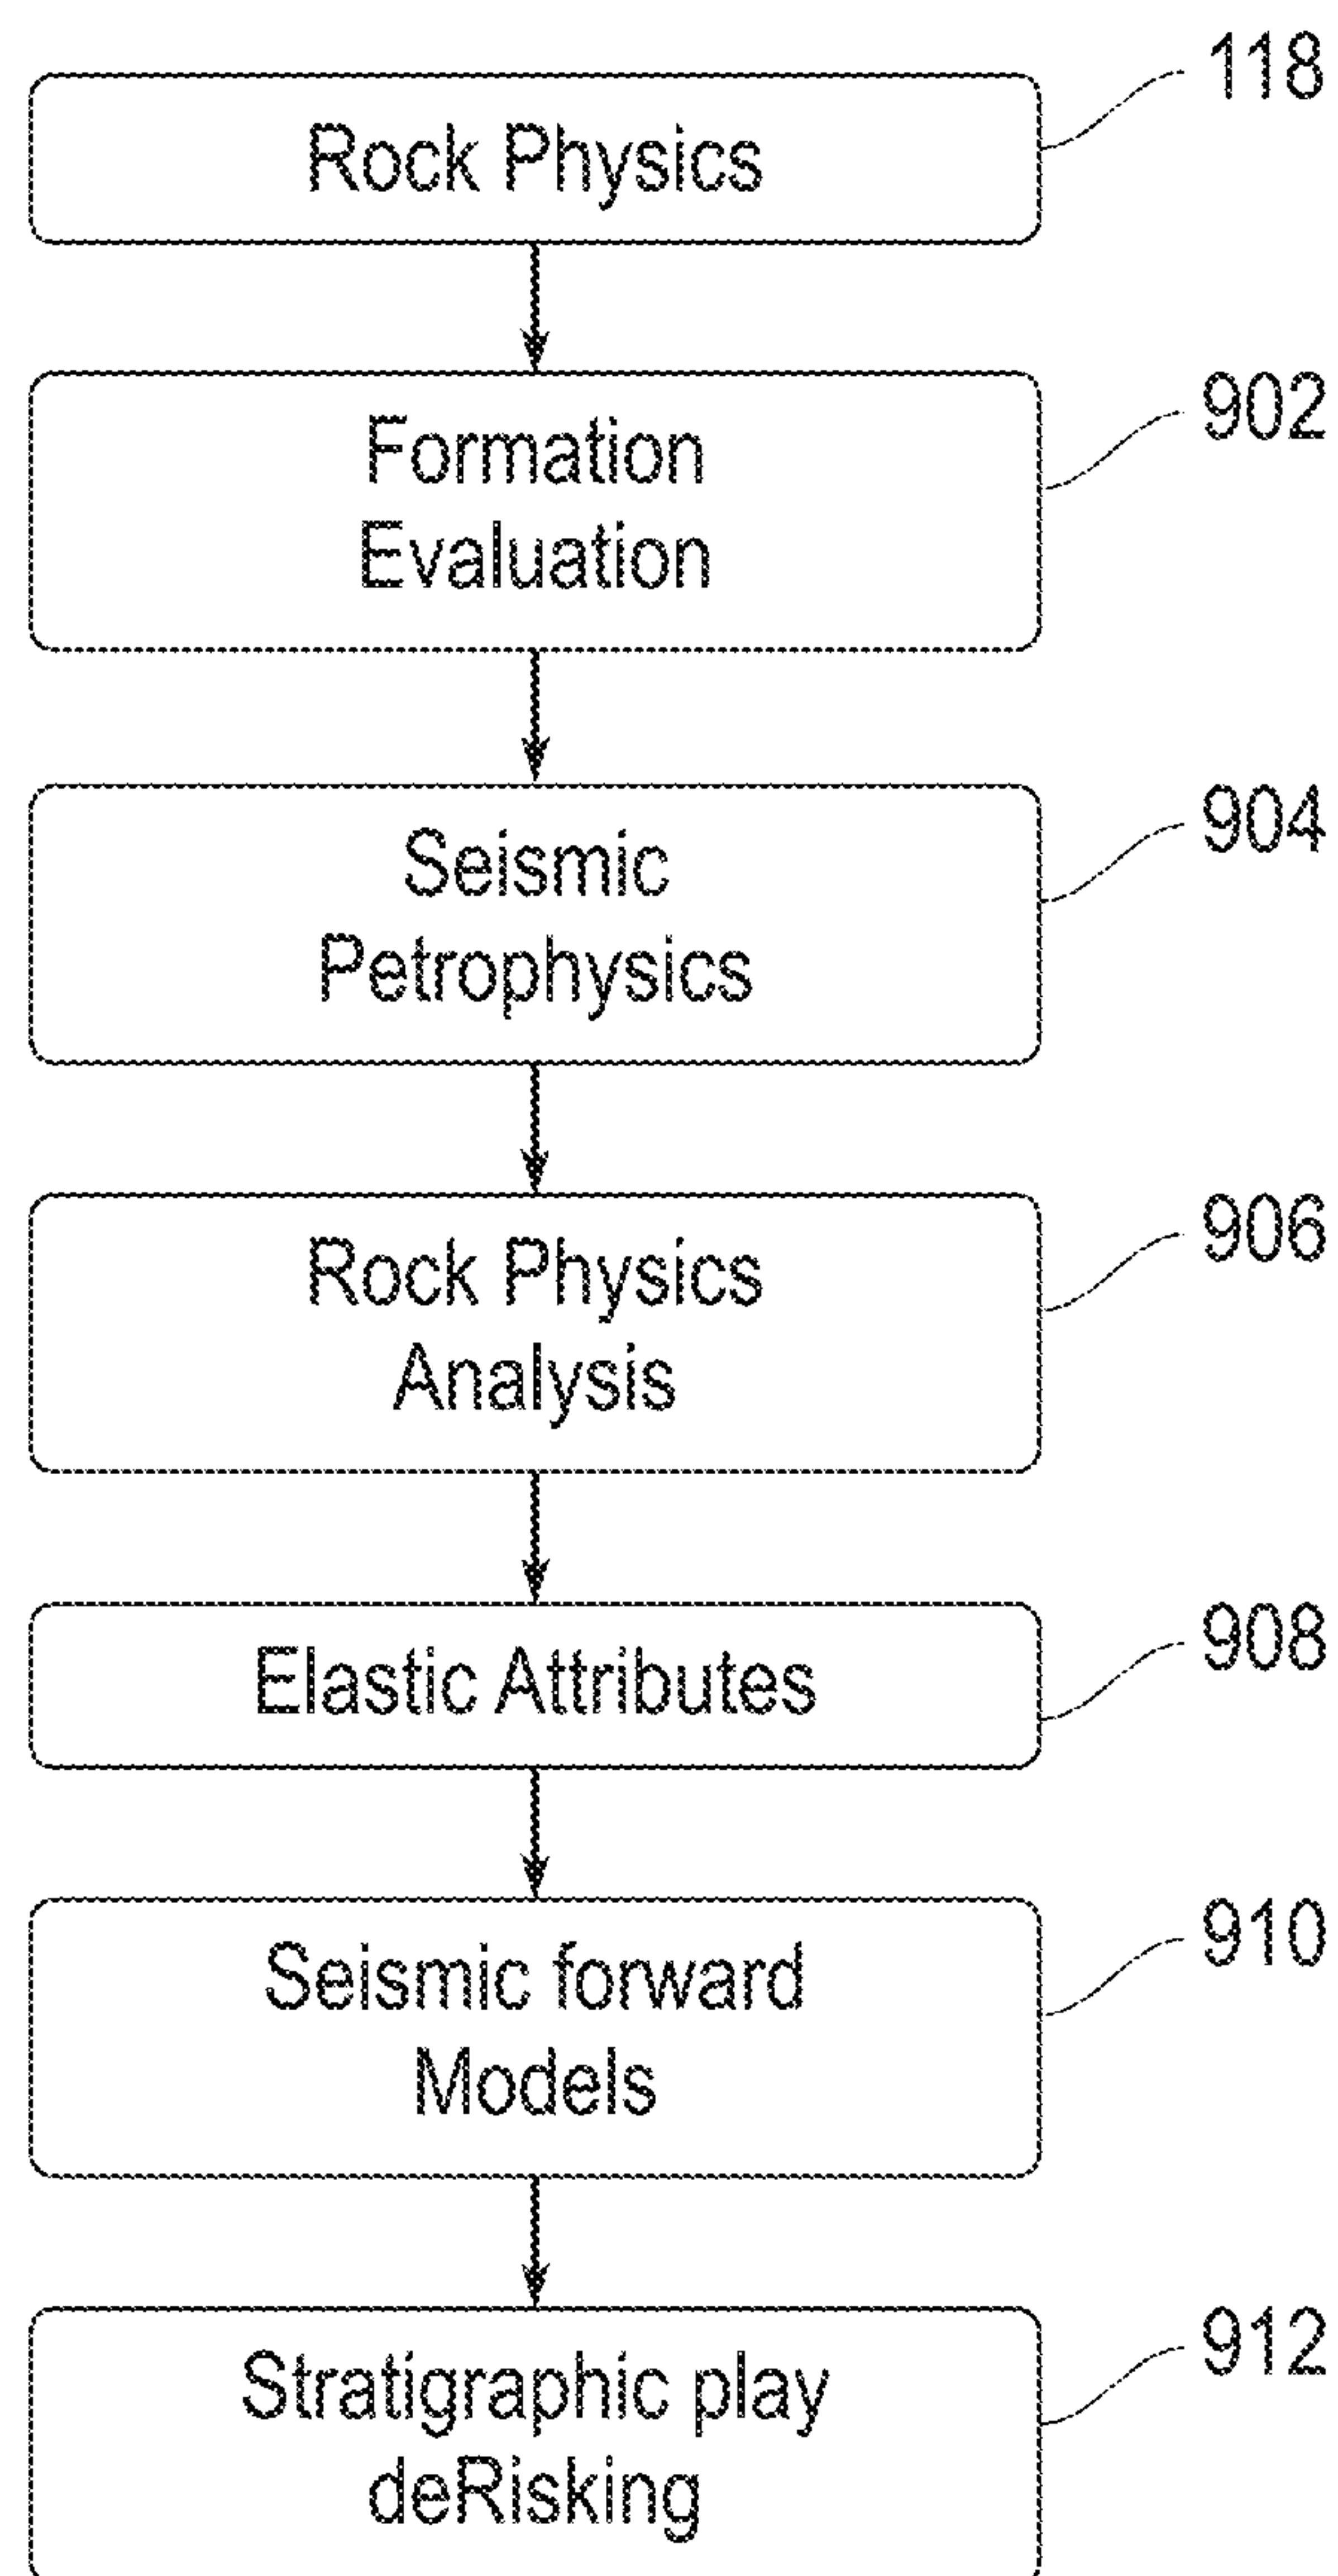 118
Rock Physics
902
Formation
Evaluation
904
Seismic
Petrophysics
906
Rock Physics
Analysis
908
Elastic Attributes
910
Seismic forward
Models
912
Stratigraphic play
deRisking